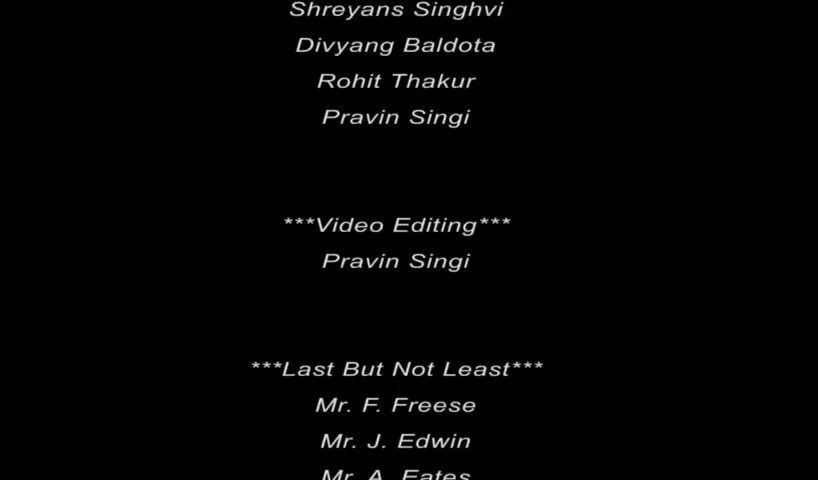 Shreyans Singhvi
Divyang Baldota
Rohit Thakur
Pravin Singi
***Video Editing***
Pravin Singi
***Last But Not Least***
Mr. F. Freese
Mr. J. Edwin
Mr. A.